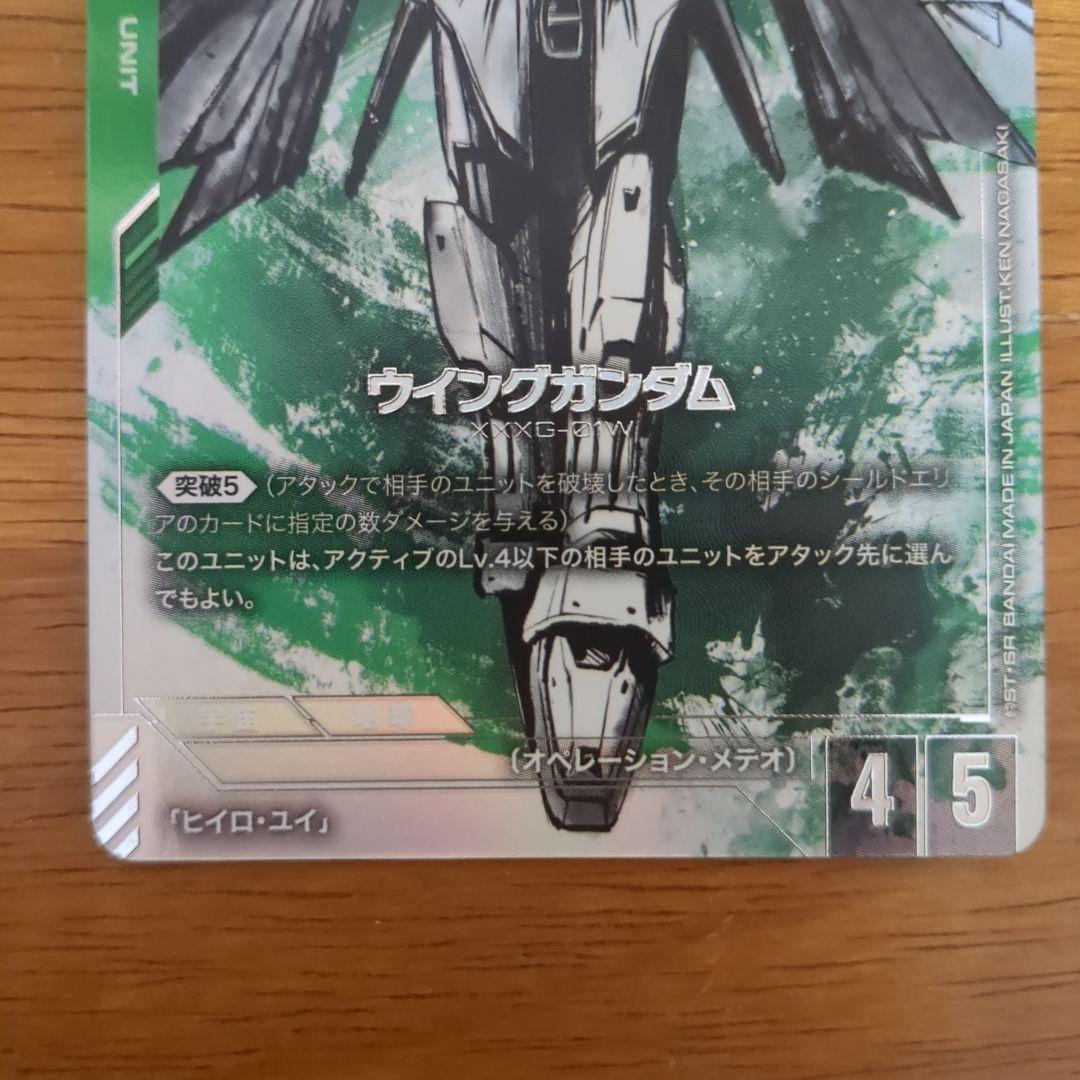 UNIT
ウイングガンダム
XXXG-01W
突破5 (アタックで相手のユニットを破壊したとき、その相手のシールドエリ
アのカードに指定の数ダメージを与える)
このユニットは、アクティブのLv.4以下の相手のユニットをアタック先に選ん
でもよい。
宇宙 地球
(オペレーション・メテオ)
「ヒイロ・ユイ」
4 5
©ST/SR BANDAI MADE IN JAPAN ILLUST.KEN NAGASAKI